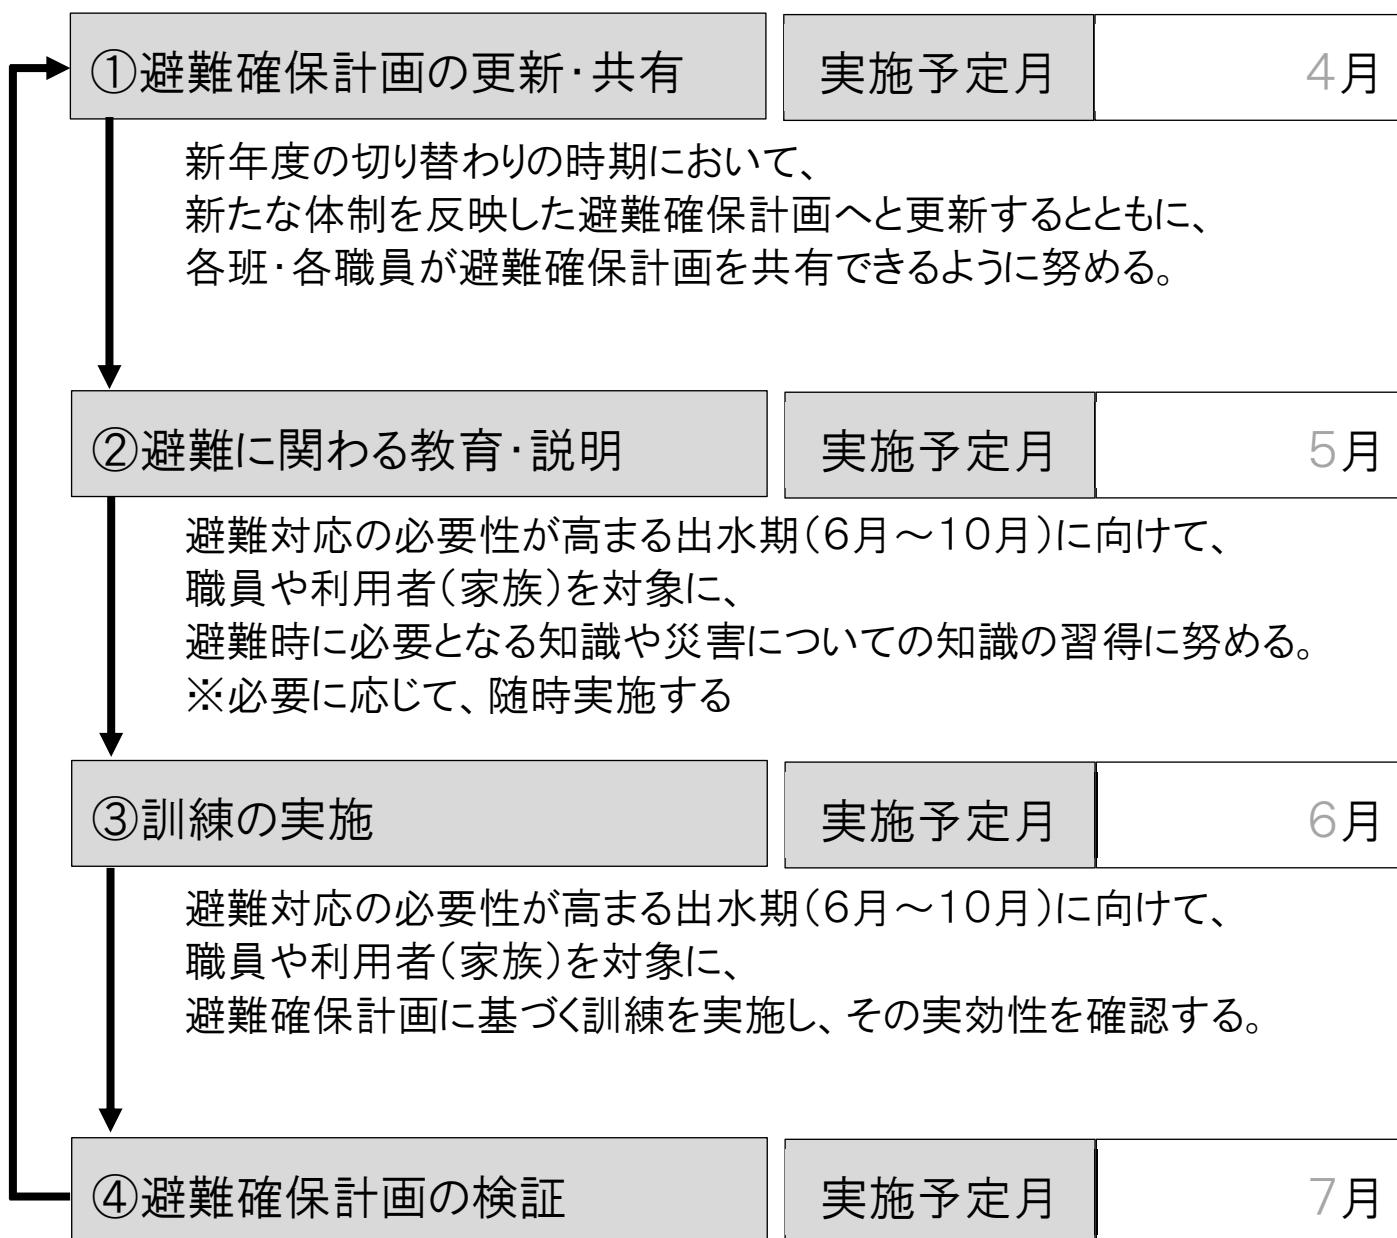 ①避難確保計画の更新・共有 実施予定月 4月
新年度の切り替わりの時期において、
新たな体制を反映した避難確保計画へと更新するとともに、
各班・各職員が避難確保計画を共有できるように努める。
②避難に関わる教育・説明 実施予定月 5月
避難対応の必要性が高まる出水期(6月～10月)に向けて、
職員や利用者(家族)を対象に、
避難時に必要となる知識や災害についての知識の習得に努める。
※必要に応じて、随時実施する
③訓練の実施 実施予定月 6月
避難対応の必要性が高まる出水期(6月～10月)に向けて、
職員や利用者(家族)を対象に、
避難確保計画に基づく訓練を実施し、その実効性を確認する。
④避難確保計画の検証 実施予定月 7月